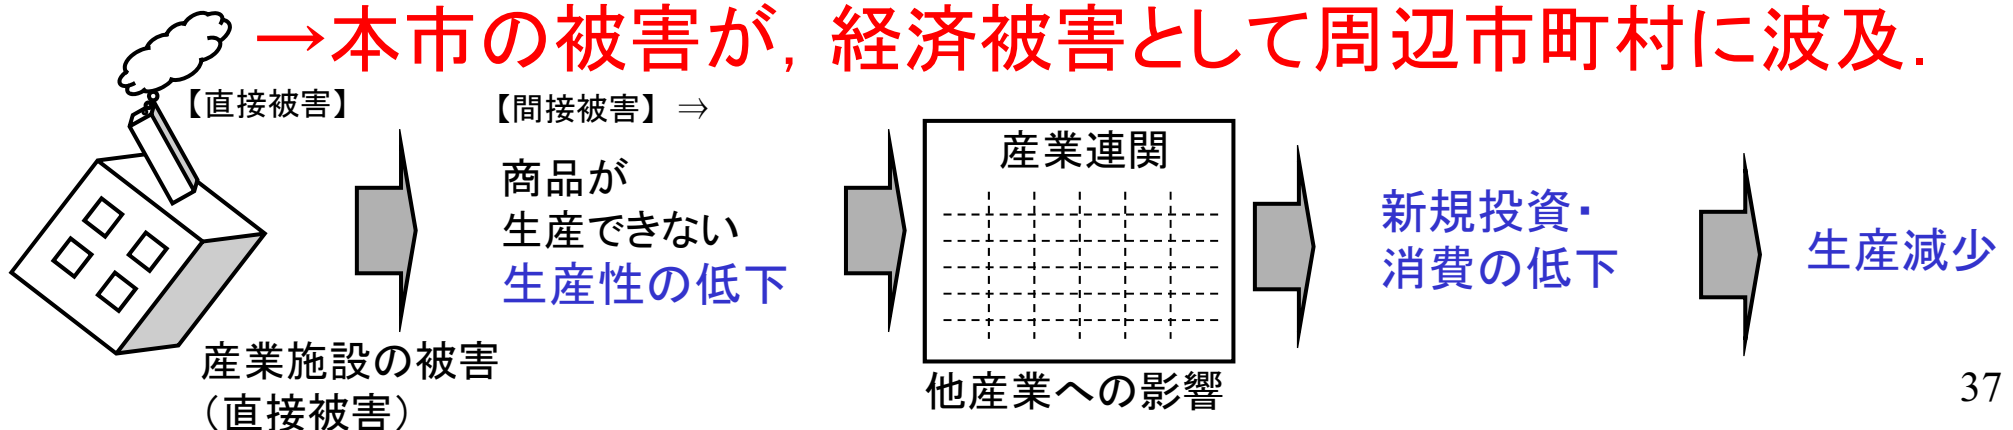 →本市の被害が，経済被害として周辺市町村に波及．
【直接被害】
【間接被害】⇒
商品が
生産できない
生産性の低下
産業連関
新規投資・
消費の低下
生産減少
産業施設の被害
（直接被害）
他産業への影響
37